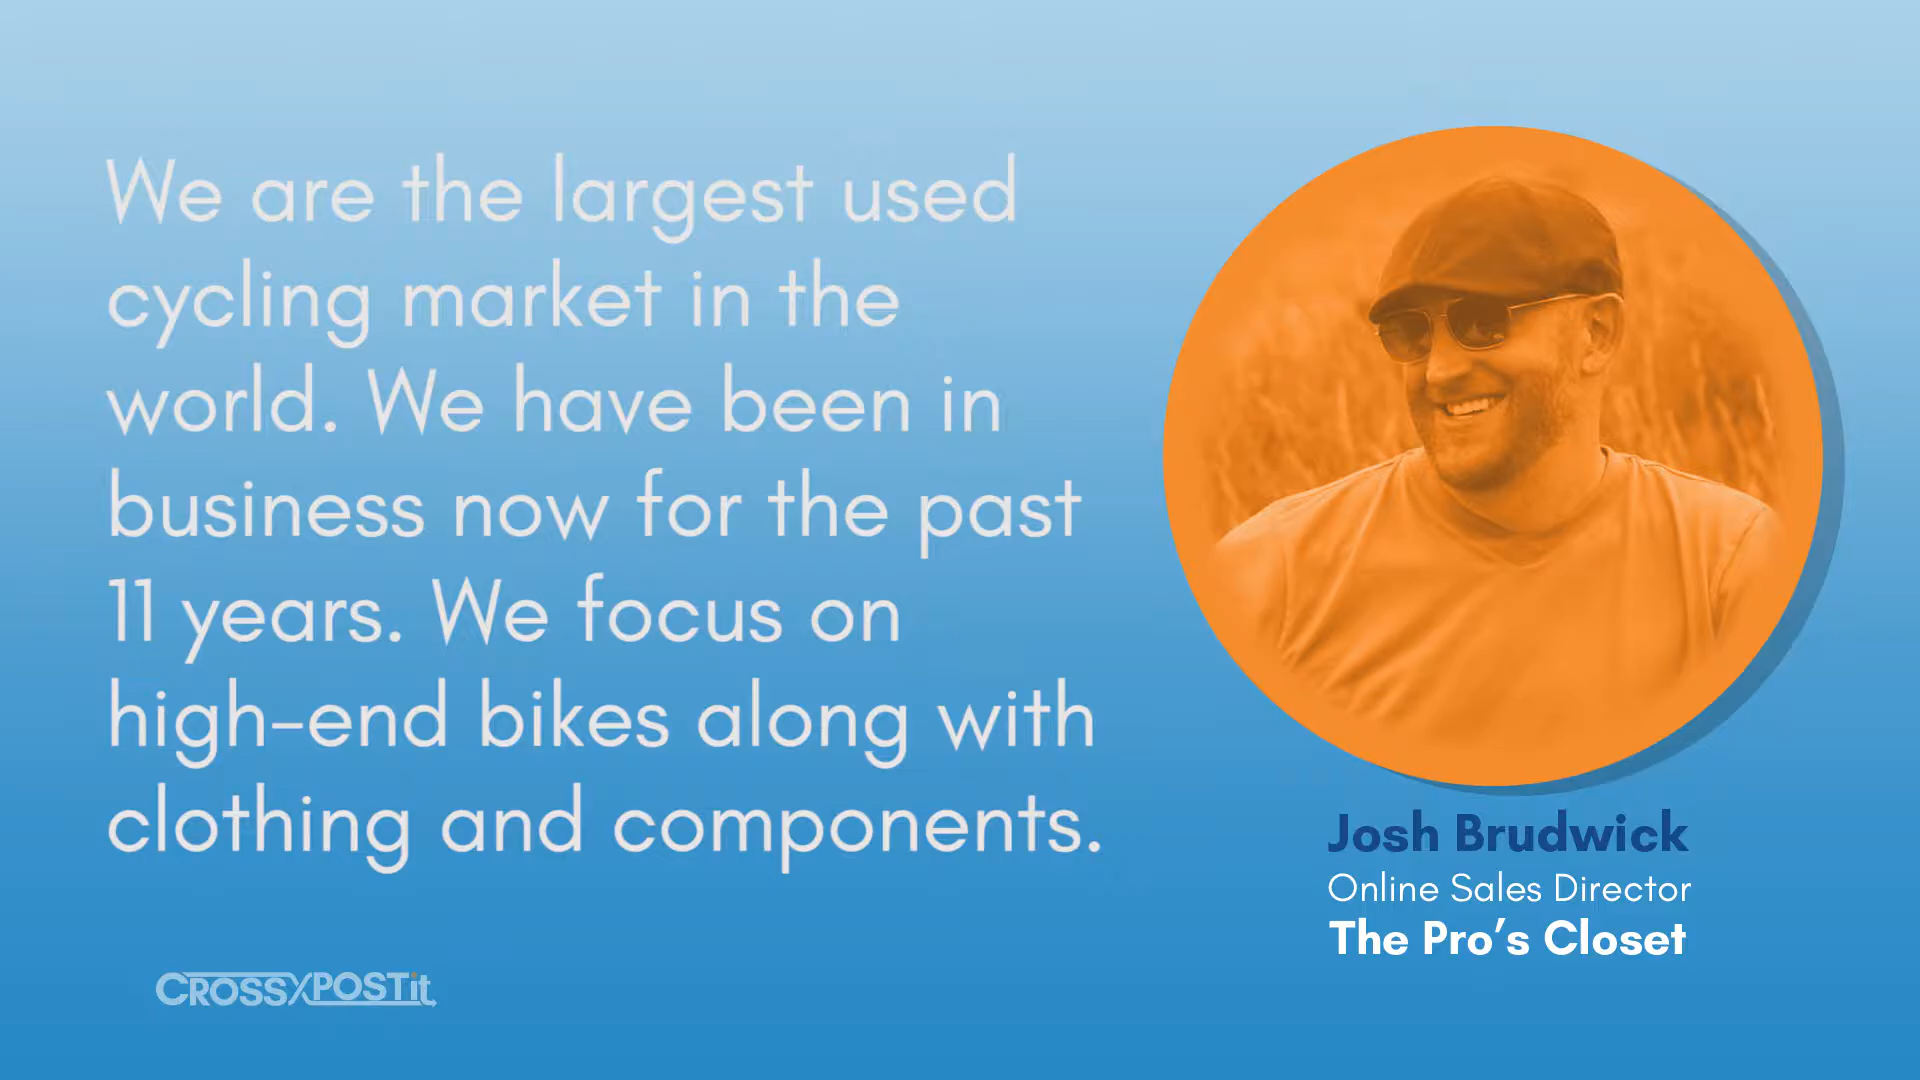 We are the largest used
cycling market in the
world. We have been in
business now for the past
11 years. We focus on
high-end bikes along with
clothing and components.
Josh Brudwick
Online Sales Director
The Pro's Closet
CROSSXPOSTit